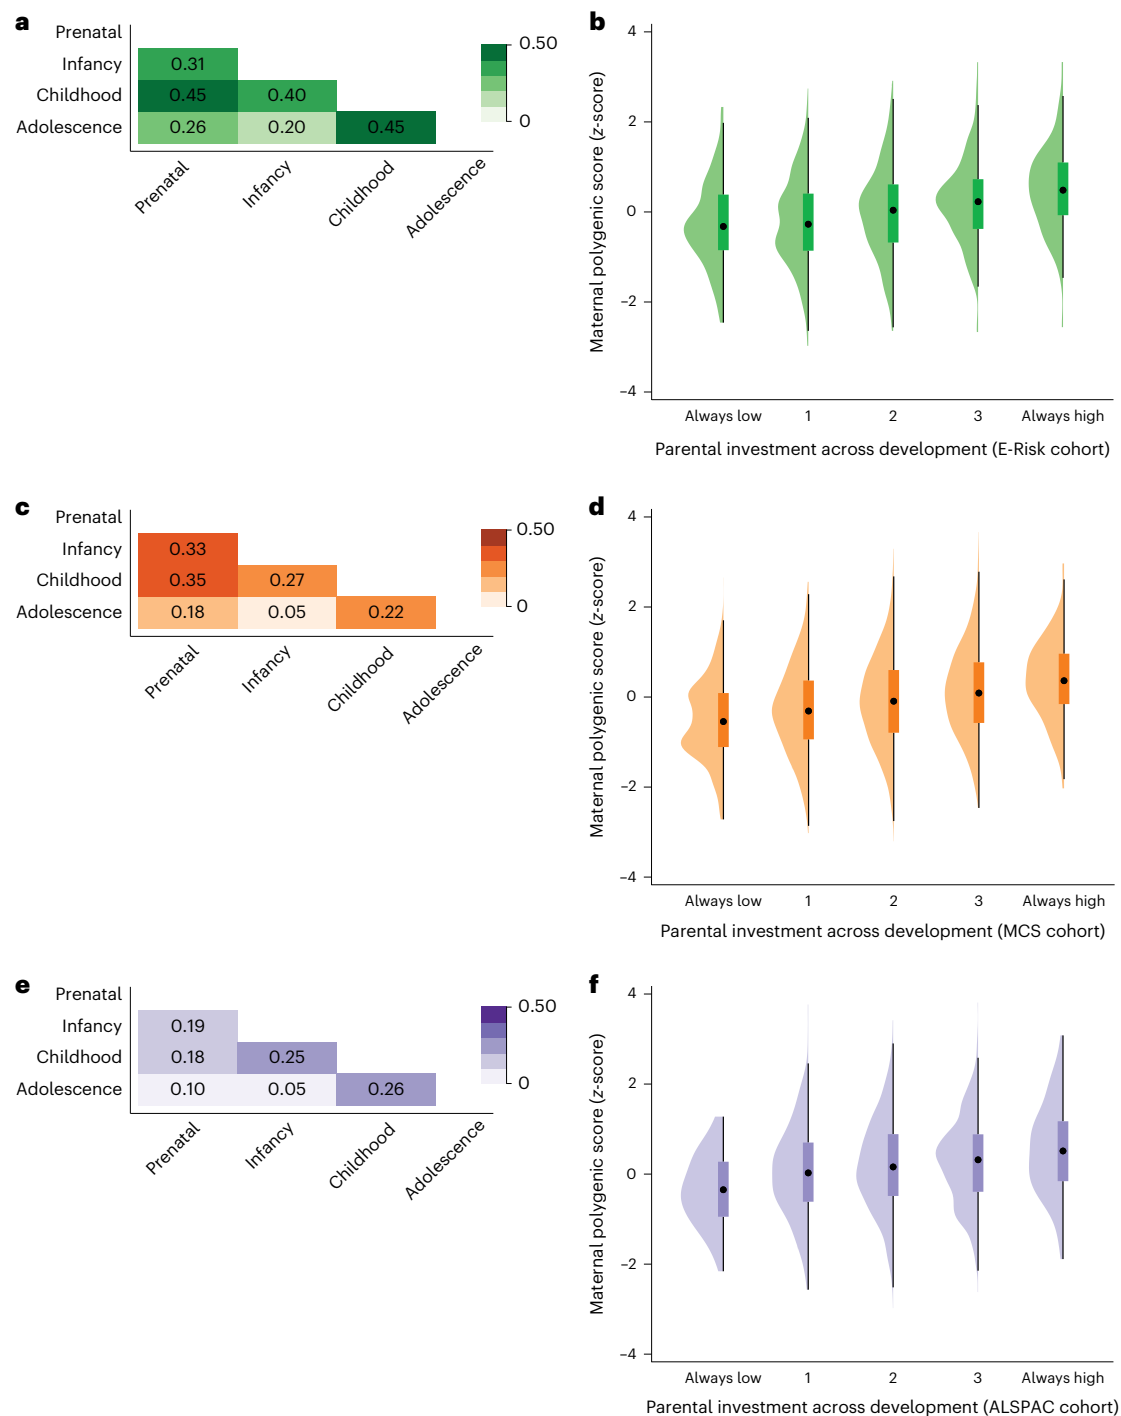 a
Prenatal
Infancy
0.31
Childhood
0.45
0.40
Adolescence
0.26
0.20
0.45
Prenatal
Infancy
Childhood
Adolescence
0.50
0
b
Maternal polygenic score (z-score)
4
2
0
−2
−4
Always low
1
2
3
Always high
Parental investment across development (E-Risk cohort)
c
Prenatal
Infancy
0.33
Childhood
0.35
0.27
Adolescence
0.18
0.05
0.22
Prenatal
Infancy
Childhood
Adolescence
0.50
0
d
Maternal polygenic score (z-score)
4
2
0
−2
−4
Always low
1
2
3
Always high
Parental investment across development (MCS cohort)
e
Prenatal
Infancy
0.19
Childhood
0.18
0.25
Adolescence
0.10
0.05
0.26
Prenatal
Infancy
Childhood
Adolescence
0.50
0
f
Maternal polygenic score (z-score)
4
2
0
−2
−4
Always low
1
2
3
Always high
Parental investment across development (ALSPAC cohort)